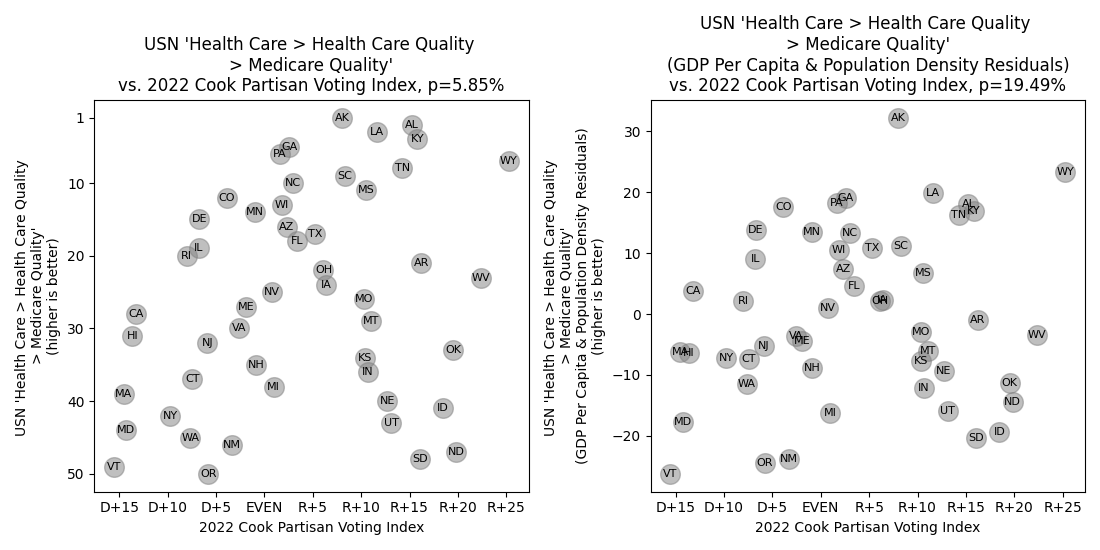 USN 'Health Care > Health Care Quality
> Medicare Quality'
vs. 2022 Cook Partisan Voting Index, p=5.85%
USN 'Health Care > Health Care Quality
> Medicare Quality'
(higher is better)
1
10
20
30
40
50
AK
AL
LA
KY
GA
PA
WY
TN
SC
NC
MS
CO
WI
MN
DE
AZ
TX
FL
IL
RI
AR
OH
WV
IA
NV
MO
ME
CA
MT
VA
HI
NJ
OK
KS
NH
IN
CT
MI
MA
NE
ID
NY
UT
MD
WA
NM
ND
SD
VT
OR
D+15 D+10 D+5 EVEN R+5 R+10 R+15 R+20 R+25
2022 Cook Partisan Voting Index
USN 'Health Care > Health Care Quality
> Medicare Quality'
(GDP Per Capita & Population Density Residuals)
vs. 2022 Cook Partisan Voting Index, p=19.49%
USN 'Health Care > Health Care Quality
> Medicare Quality'
(GDP Per Capita & Population Density Residuals)
(higher is better)
30
20
10
0
−10
−20
AK
WY
LA
GA
PA
AL
CO
KY
TN
DE
MN
NC
SC
TX
WI
IL
AZ
MS
FL
CA
IA
OH
RI
NV
AR
MO
WV
VA
ME
NJ
MT
MA
HI
NY
CT
KS
NH
NE
WA
OK
IN
ND
UT
MI
MD
ID
SD
NM
OR
VT
D+15 D+10 D+5 EVEN R+5 R+10 R+15 R+20 R+25
2022 Cook Partisan Voting Index